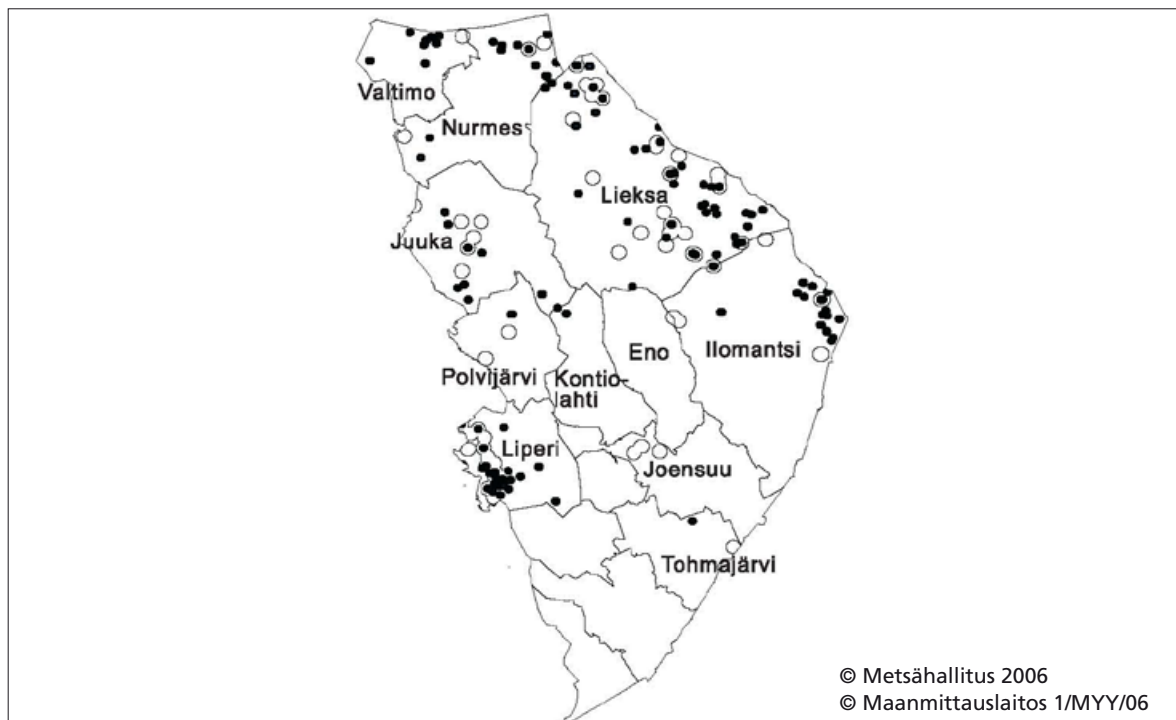 Valtimo
Nurmes
Lieksa
Juuka
Eno
Ilomantsi
Polvijärvi
Kontio-
lahti
Liperi
Joensuu
Tohmajärvi
© Metsähallitus 2006
© Maanmittauslaitos 1/MYY/06